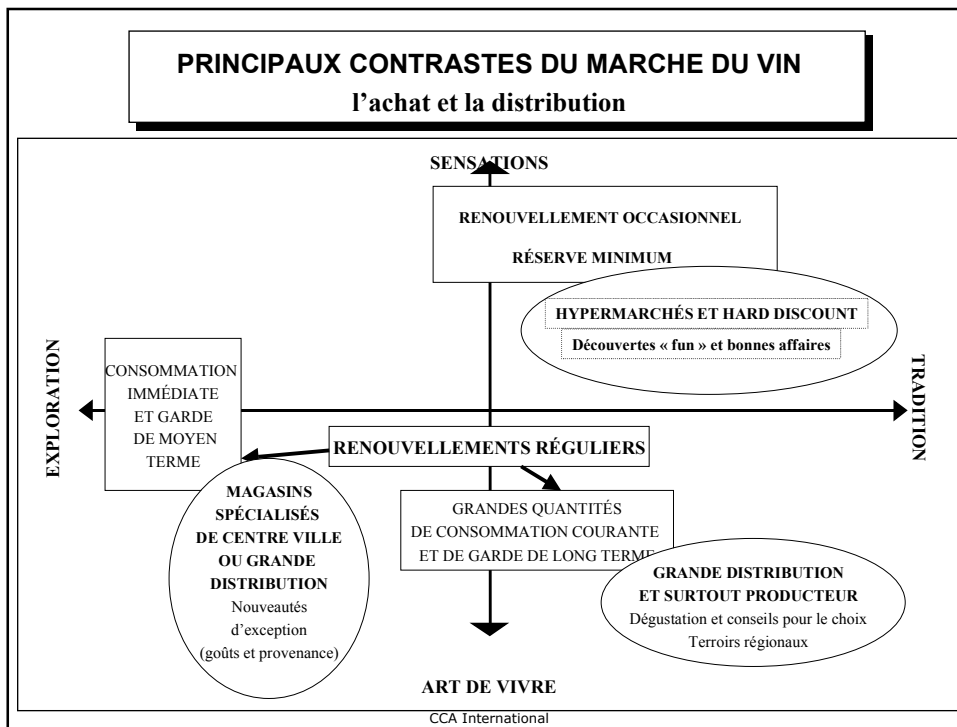 PRINCIPAUX CONTRASTES DU MARCHE DU VIN
l'achat et la distribution
SENSATIONS
RENOUVELLEMENT OCCASIONNEL
RÉSERVE MINIMUM
HYPERMARCHÉS ET HARD DISCOUNT
Découvertes « fun » et bonnes affaires
EXPLORATION
TRADITION
CONSOMMATION
IMMÉDIATE
ET GARDE
DE MOYEN
TERME
RENOUVELLEMENTS RÉGULIERS
MAGASINS
SPÉCIALISÉS
DE CENTRE VILLE
OU GRANDE
DISTRIBUTION
Nouveautés
d'exception
(goûts et provenance)
GRANDES QUANTITÉS
DE CONSOMMATION COURANTE
ET DE GARDE DE LONG TERME
GRANDE DISTRIBUTION
ET SURTOUT PRODUCTEUR
Dégustation et conseils pour le choix
Terroirs régionaux
ART DE VIVRE
CCA International